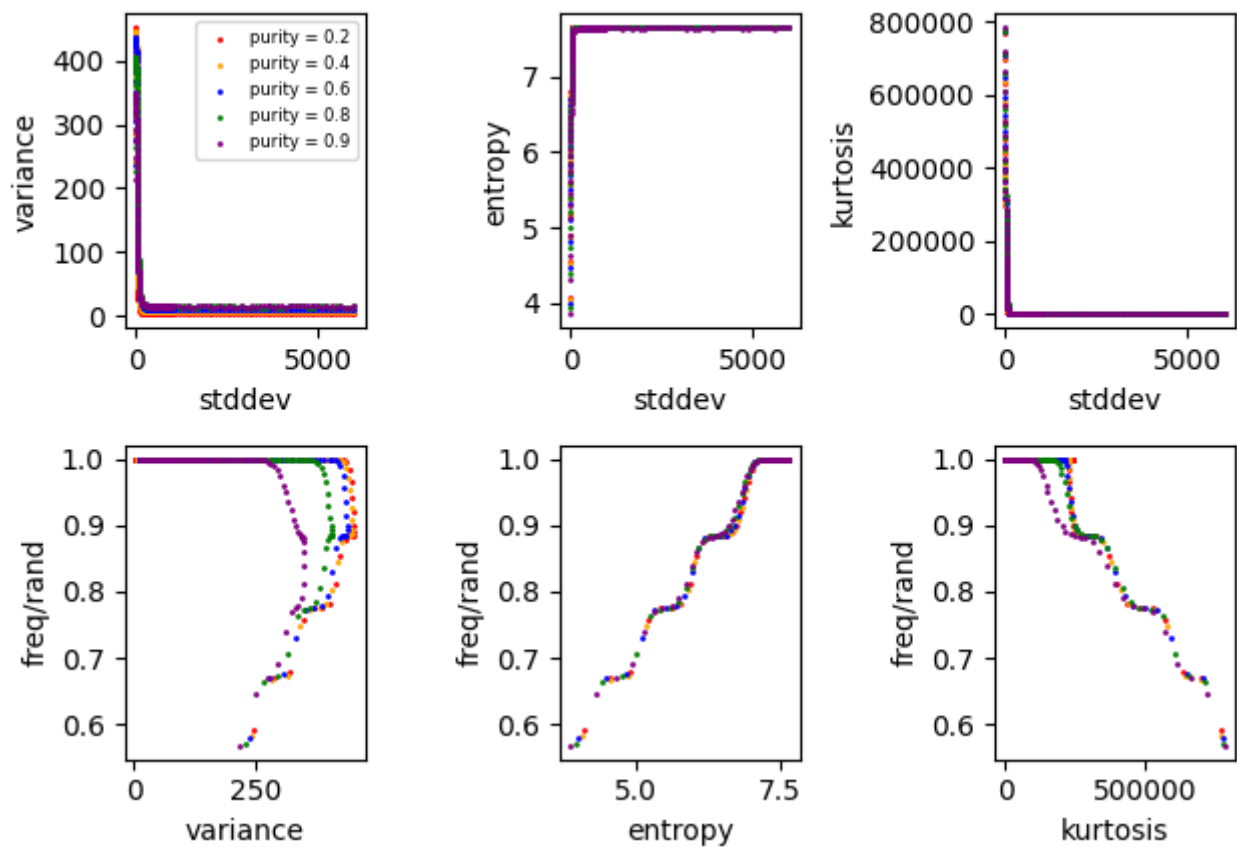 variance
400
300
200
100
0
0
5000
stddev
purity = 0.2
purity = 0.4
purity = 0.6
purity = 0.8
purity = 0.9
entropy
7
6
5
4
0
5000
stddev
kurtosis
800000
600000
400000
200000
0
0
5000
stddev
freq/rand
1.0
0.9
0.8
0.7
0.6
0
250
variance
freq/rand
1.0
0.9
0.8
0.7
0.6
5.0
7.5
entropy
freq/rand
1.0
0.9
0.8
0.7
0.6
0
500000
kurtosis